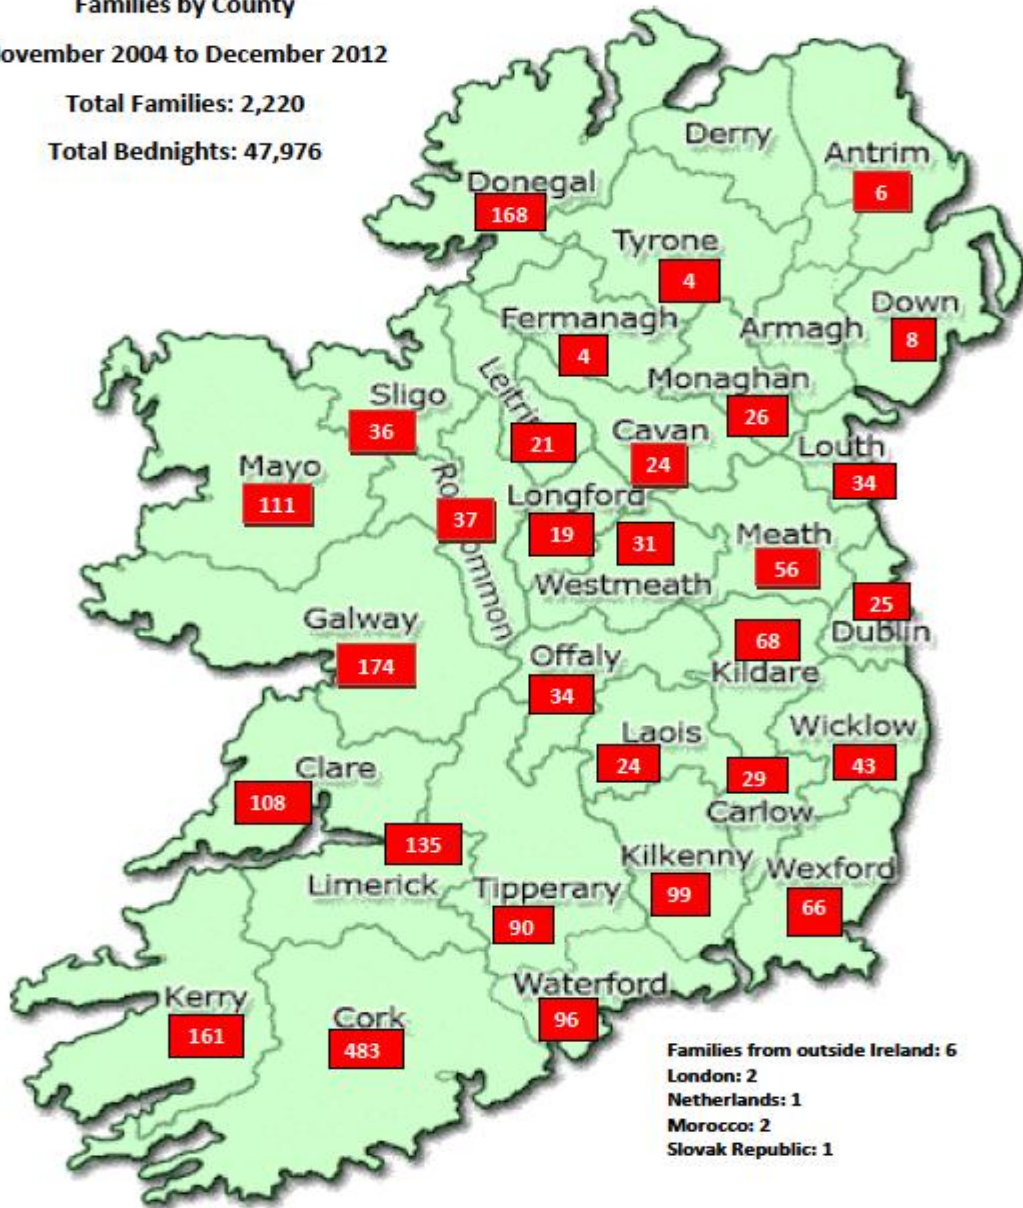 Families by County
ovember 2004 to December 2012
Total Families: 2,220
Total Bednights: 47,976
Derry
Antrim
6
Donegal
168
Tyrone
4
Down
8
Fermanagh
4
Armagh
Monaghan
26
Leitri
21
Sligo
36
Cavan
24
Louth
34
Mayo
111
Ro ommon
37
Longford
19
31
Westmeath
Meath
56
25
Dublin
Galway
174
68
Kildare
Offaly
34
Laois
24
Wicklow
43
29
Carlow
Clare
108
135
Limerick
Tipperary
90
Kilkenny
99
Wexford
66
Waterford
96
Kerry
161
Cork
483
Families from outside Ireland: 6
London: 2
Netherlands: 1
Morocco: 2
Slovak Republic: 1